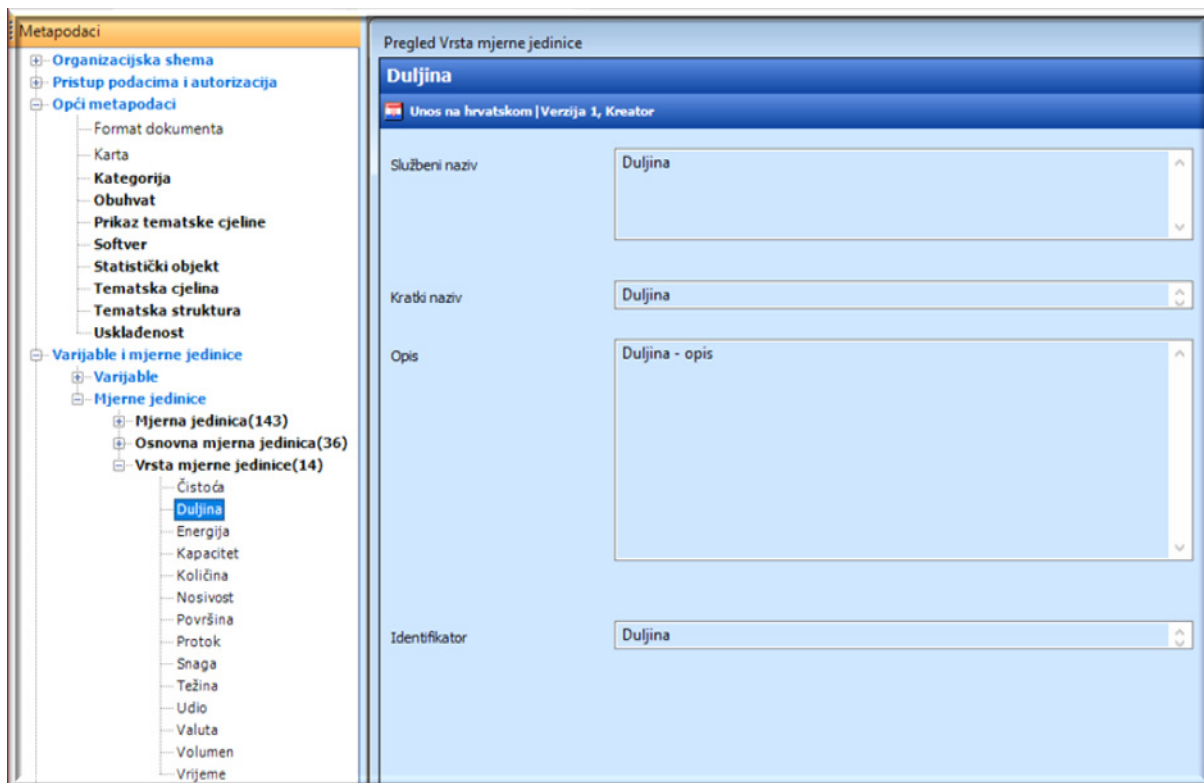 Metapodaci
Organizacijska shema
Pristup podacima i autorizacija
Opći metapodaci
Format dokumenta
Karta
Kategorija
Obuhvat
Prikaz tematske cjeline
Softver
Statistički objekt
Tematska cjelina
Tematska struktura
Usklađenost
Varijable i mjerne jedinice
Varijable
Mjerne jedinice
Mjerna jedinica(143)
Osnovna mjerna jedinica(36)
Vrsta mjerne jedinice(14)
Čistoća
Duljina
Energija
Kapacitet
Količina
Nosivost
Površina
Protok
Snaga
Težina
Udio
Valuta
Volumen
Vrijeme
Pregled Vrsta mjerne jedinice
Duljina
Unos na hrvatskom |Verzija 1, Kreator
Službeni naziv
Duljina
Kratki naziv
Duljina
Opis
Duljina - opis
Identifikator
Duljina